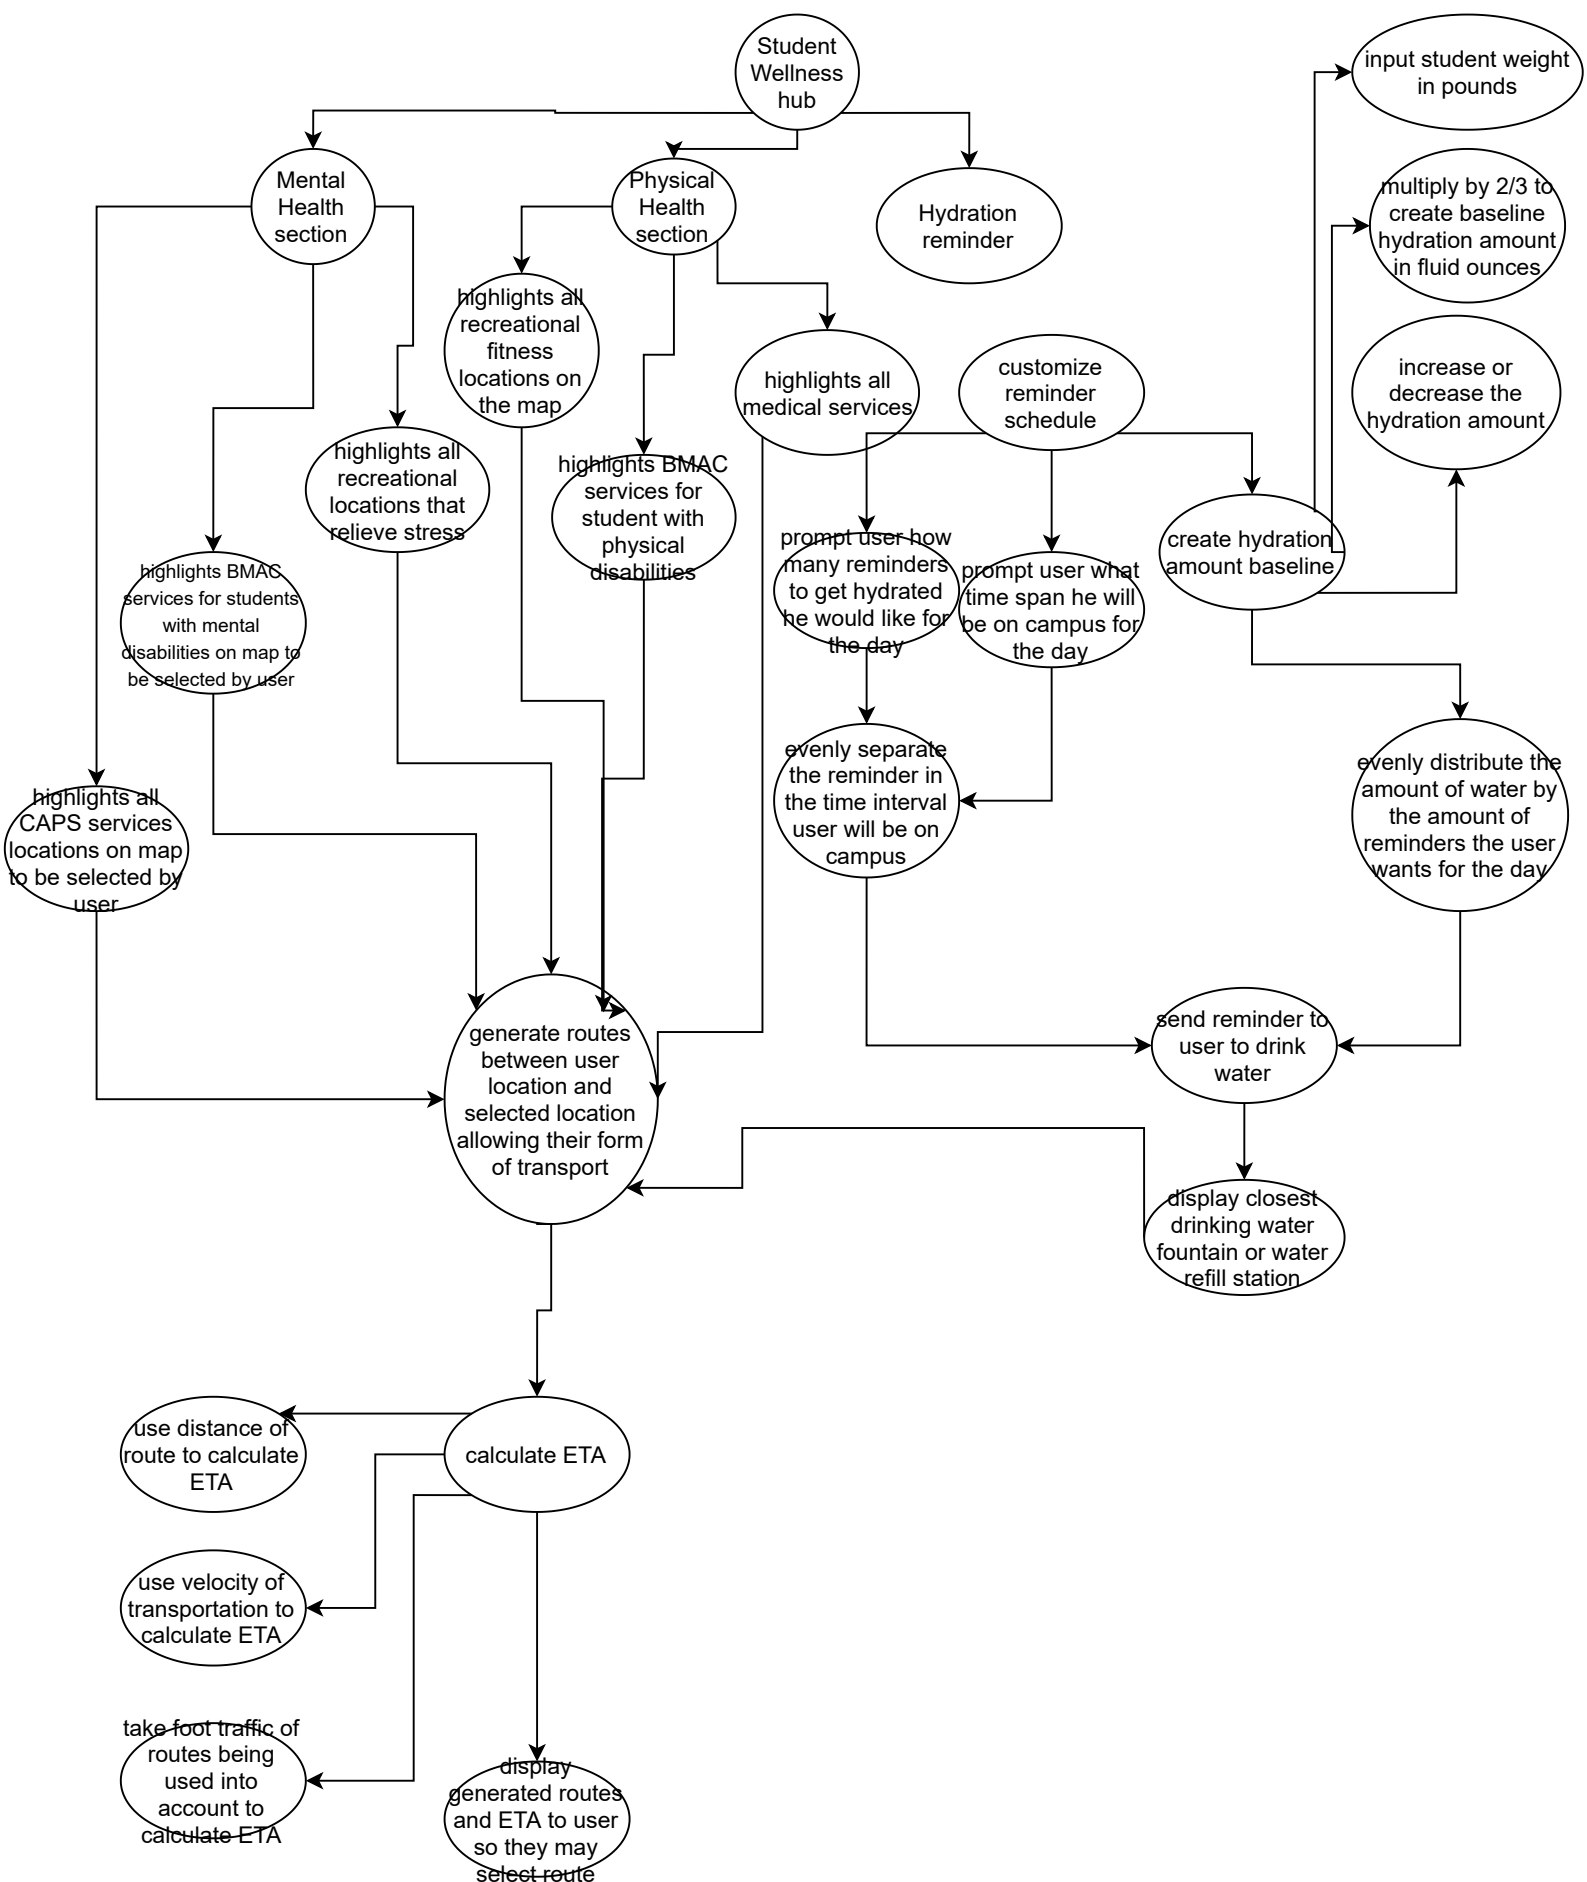 Student
Wellness
hub
input student weight
in pounds
Mental
Health
section
Physical
Health
section
Hydration
reminder
multiply by 2/3 to
create baseline
hydration amount
in fluid ounces
highlights all
recreational
fitness
locations on
the map
highlights all
medical services
customize
reminder
schedule
increase or
decrease the
hydration amount
highlights all
recreational
locations that
relieve stress
highlights BMAC
services for
student with
physical
disabilities
prompt user how
many reminders
to get hydrated
he would like for
the day
prompt user what
time span he will
be on campus for
the day
create hydration
amount baseline
highlights BMAC
services for students
with mental
disabilities on map to
be selected by user
highlights all
CAPS services
locations on map
to be selected by
user
evenly separate
the reminder in
the time interval
user will be on
campus
evenly distribute the
amount of water by
the amount of
reminders the user
wants for the day
generate routes
between user
location and
selected location
allowing their form
of transport
send reminder to
user to drink
water
display closest
drinking water
fountain or water
refill station
use distance of
route to calculate
ETA
calculate ETA
use velocity of
transportation to
calculate ETA
take foot traffic of
routes being
used into
account to
calculate ETA
display
generated routes
and ETA to user
so they may
select route